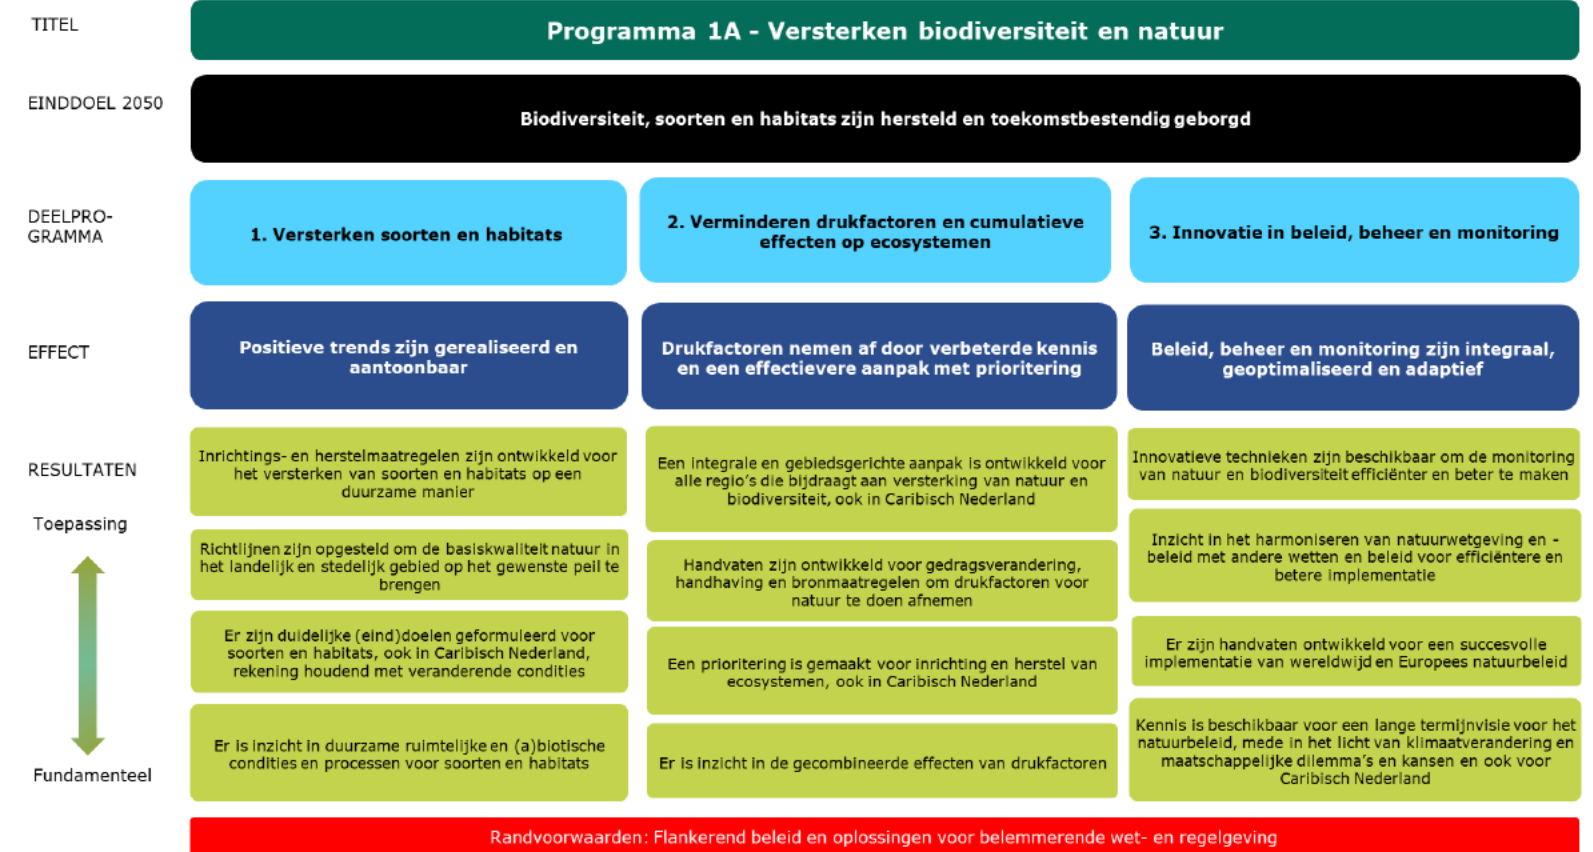 TITEL
Programma 1A - Versterken biodiversiteit en natuur
EINDDOEL 2050
Biodiversiteit, soorten en habitats zijn hersteld en toekomstbestendig geborgd
DEELPRO-
GRAMMA
1. Versterken soorten en habitats
2. Verminderen drukfactoren en cumulatieve
effecten op ecosystemen
3. Innovatie in beleid, beheer en monitoring
EFFECT
Positieve trends zijn gerealiseerd en
aantoonbaar
Drukfactoren nemen af door verbeterde kennis
en een effectievere aanpak met prioritering
Beleid, beheer en monitoring zijn integraal,
geoptimaliseerd en adaptief
RESULTATEN
Toepassing
Fundamenteel
Inrichtings- en herstelmaatregelen zijn ontwikkeld voor
het versterken van soorten en habitats op een
duurzame manier
Richtlijnen zijn opgesteld om de basiskwaliteit natuur in
het landelijk en stedelijk gebied op het gewenste peil te
brengen
Er zijn duidelijke (eind)doelen geformuleerd voor
soorten en habitats, ook in Caribisch Nederland,
rekening houdend met veranderende condities
Er is inzicht in duurzame ruimtelijke en (a)biotische
condities en processen voor soorten en habitats
Een integrale en gebiedsgerichte aanpak is ontwikkeld voor
alle regio's die bijdraagt aan versterking van natuur en
biodiversiteit, ook in Caribisch Nederland
Handvaten zijn ontwikkeld voor gedragsverandering,
handhaving en bronmaatregelen om drukfactoren voor
natuur te doen afnemen
Een prioritering is gemaakt voor inrichting en herstel van
ecosystemen, ook in Caribisch Nederland
Er is inzicht in de gecombineerde effecten van drukfactoren
Innovatieve technieken zijn beschikbaar om de monitoring
van natuur en biodiversiteit efficiënter en beter te maken
Inzicht in het harmoniseren van natuurwetgeving en -
beleid met andere wetten en beleid voor efficiëntere en
betere implementatie
Er zijn handvaten ontwikkeld voor een succesvolle
implementatie van wereldwijd en Europees natuurbeleid
Kennis is beschikbaar voor een lange termijnvisie voor het
natuurbeleid, mede in het licht van klimaatverandering en
maatschappelijke dilemma's en kansen en ook voor
Caribisch Nederland
Randvoorwaarden: Flankerend beleid en oplossingen voor belemmerende wet- en regelgeving